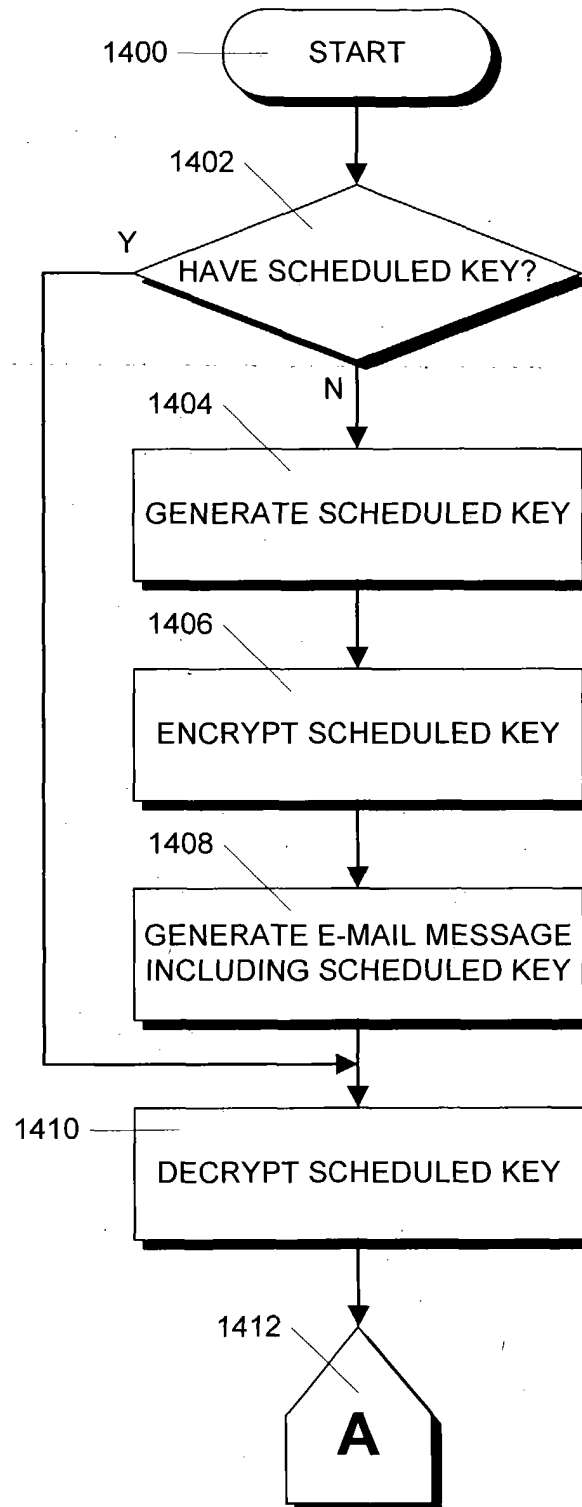 1400
START
1402
Y
HAVE SCHEDULED KEY?
N
1404
GENERATE SCHEDULED KEY
1406
ENCRYPT SCHEDULED KEY
1408
GENERATE E-MAIL MESSAGE
INCLUDING SCHEDULED KEY
1410
DECRYPT SCHEDULED KEY
1412
A